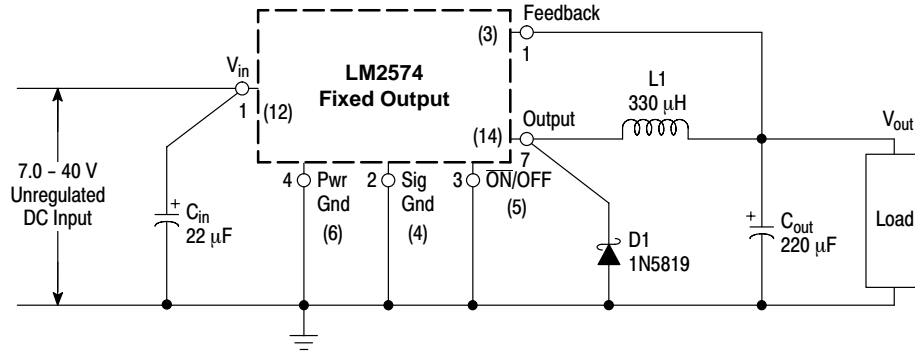 Feedback
(3)
1
LM2574
Fixed Output
V_in
1
(12)
L1
330 μH
Output
(14)
7
V_out
7.0 – 40 V
Unregulated
DC Input
C_in
22 μF
4
Pwr
Gnd
(6)
2
Sig
Gnd
(4)
3
O̅N̅/OFF
(5)
D1
1N5819
C_out
220 μF
Load